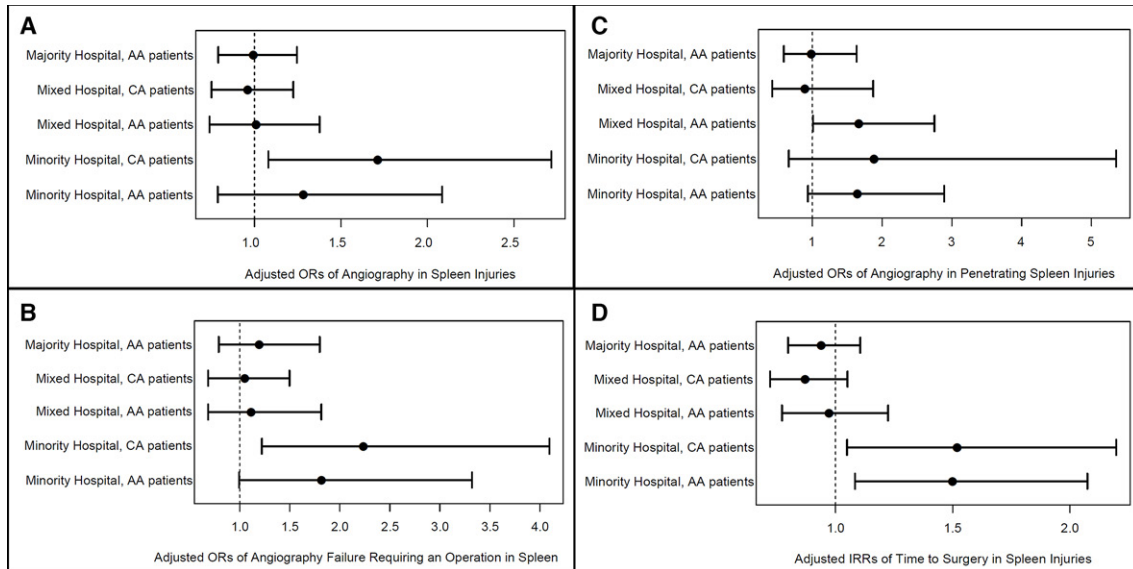 A
Majority Hospital, AA patients
Mixed Hospital, CA patients
Mixed Hospital, AA patients
Minority Hospital, CA patients
Minority Hospital, AA patients
1.0 1.5 2.0 2.5
Adjusted ORs of Angiography in Spleen Injuries
C
Majority Hospital, AA patients
Mixed Hospital, CA patients
Mixed Hospital, AA patients
Minority Hospital, CA patients
Minority Hospital, AA patients
1 2 3 4 5
Adjusted ORs of Angiography in Penetrating Spleen Injuries
B
Majority Hospital, AA patients
Mixed Hospital, CA patients
Mixed Hospital, AA patients
Minority Hospital, CA patients
Minority Hospital, AA patients
1.0 1.5 2.0 2.5 3.0 3.5 4.0
Adjusted ORs of Angiography Failure Requiring an Operation in Spleen
D
Majority Hospital, AA patients
Mixed Hospital, CA patients
Mixed Hospital, AA patients
Minority Hospital, CA patients
Minority Hospital, AA patients
1.0 1.5 2.0
Adjusted IRRs of Time to Surgery in Spleen Injuries